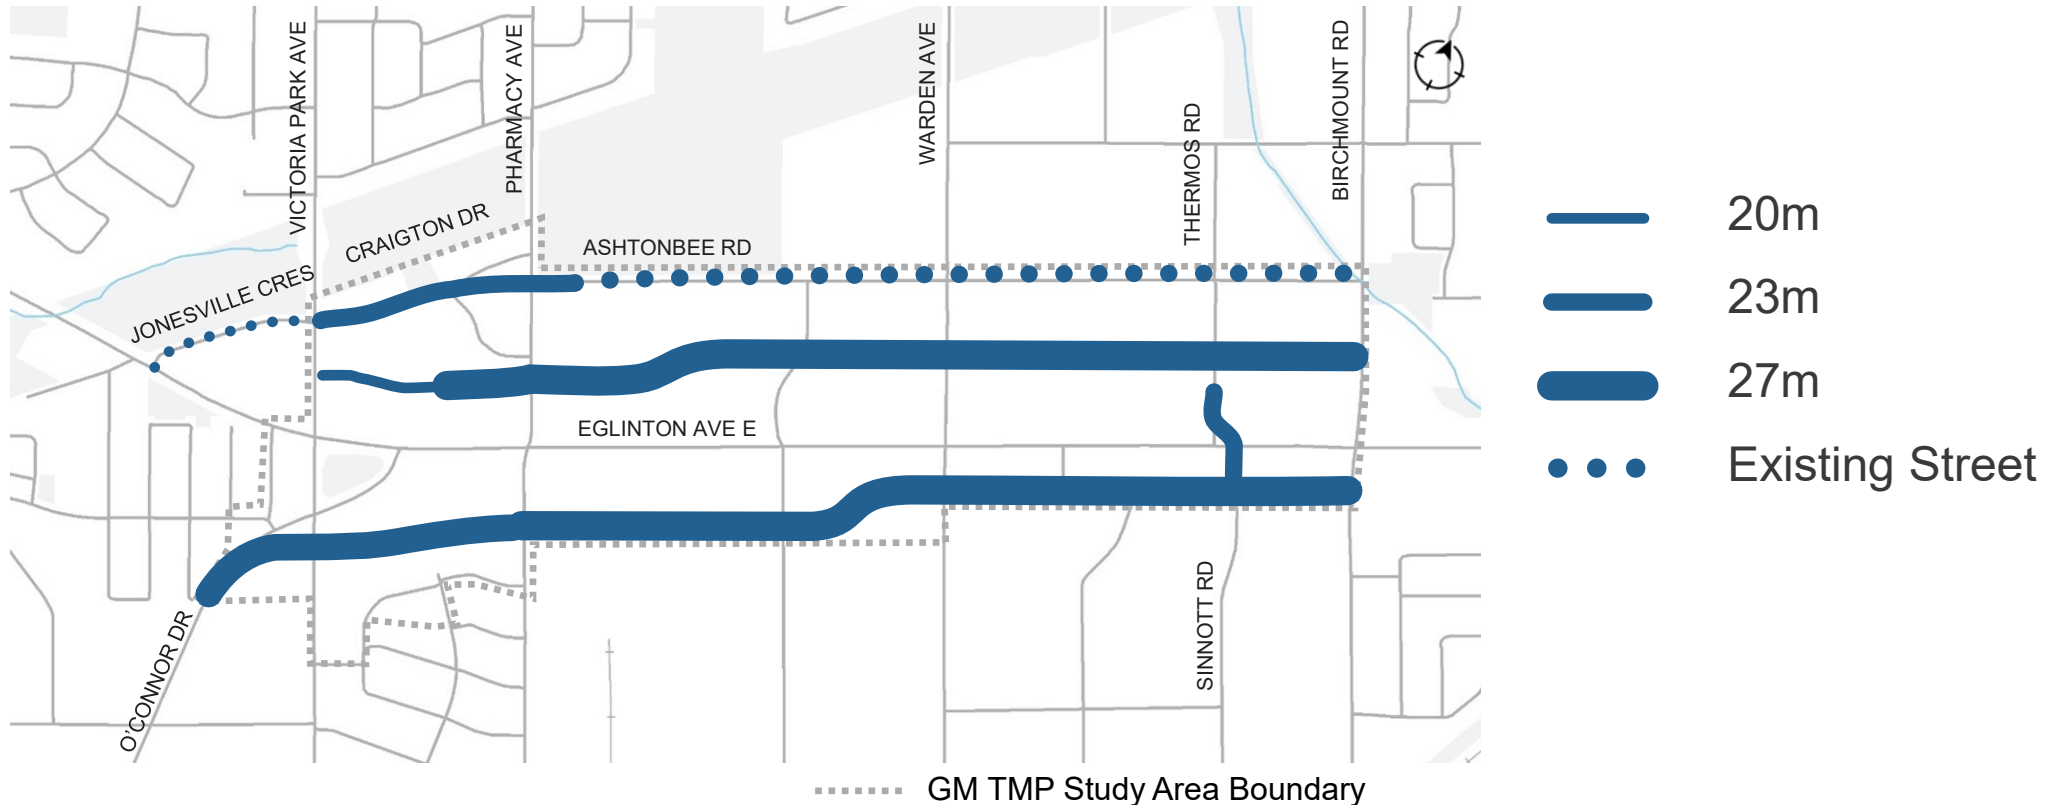 VICTORIA PARK AVE
PHARMACY AVE
WARDEN AVE
THERMOS RD
BIRCHMOUNT RD
CRAIGTON DR
ASHTONBEE RD
JONESVILLE CRES
EGLINTON AVE E
O'CONNOR DR
SINNOTT RD
20m
23m
27m
Existing Street
GM TMP Study Area Boundary